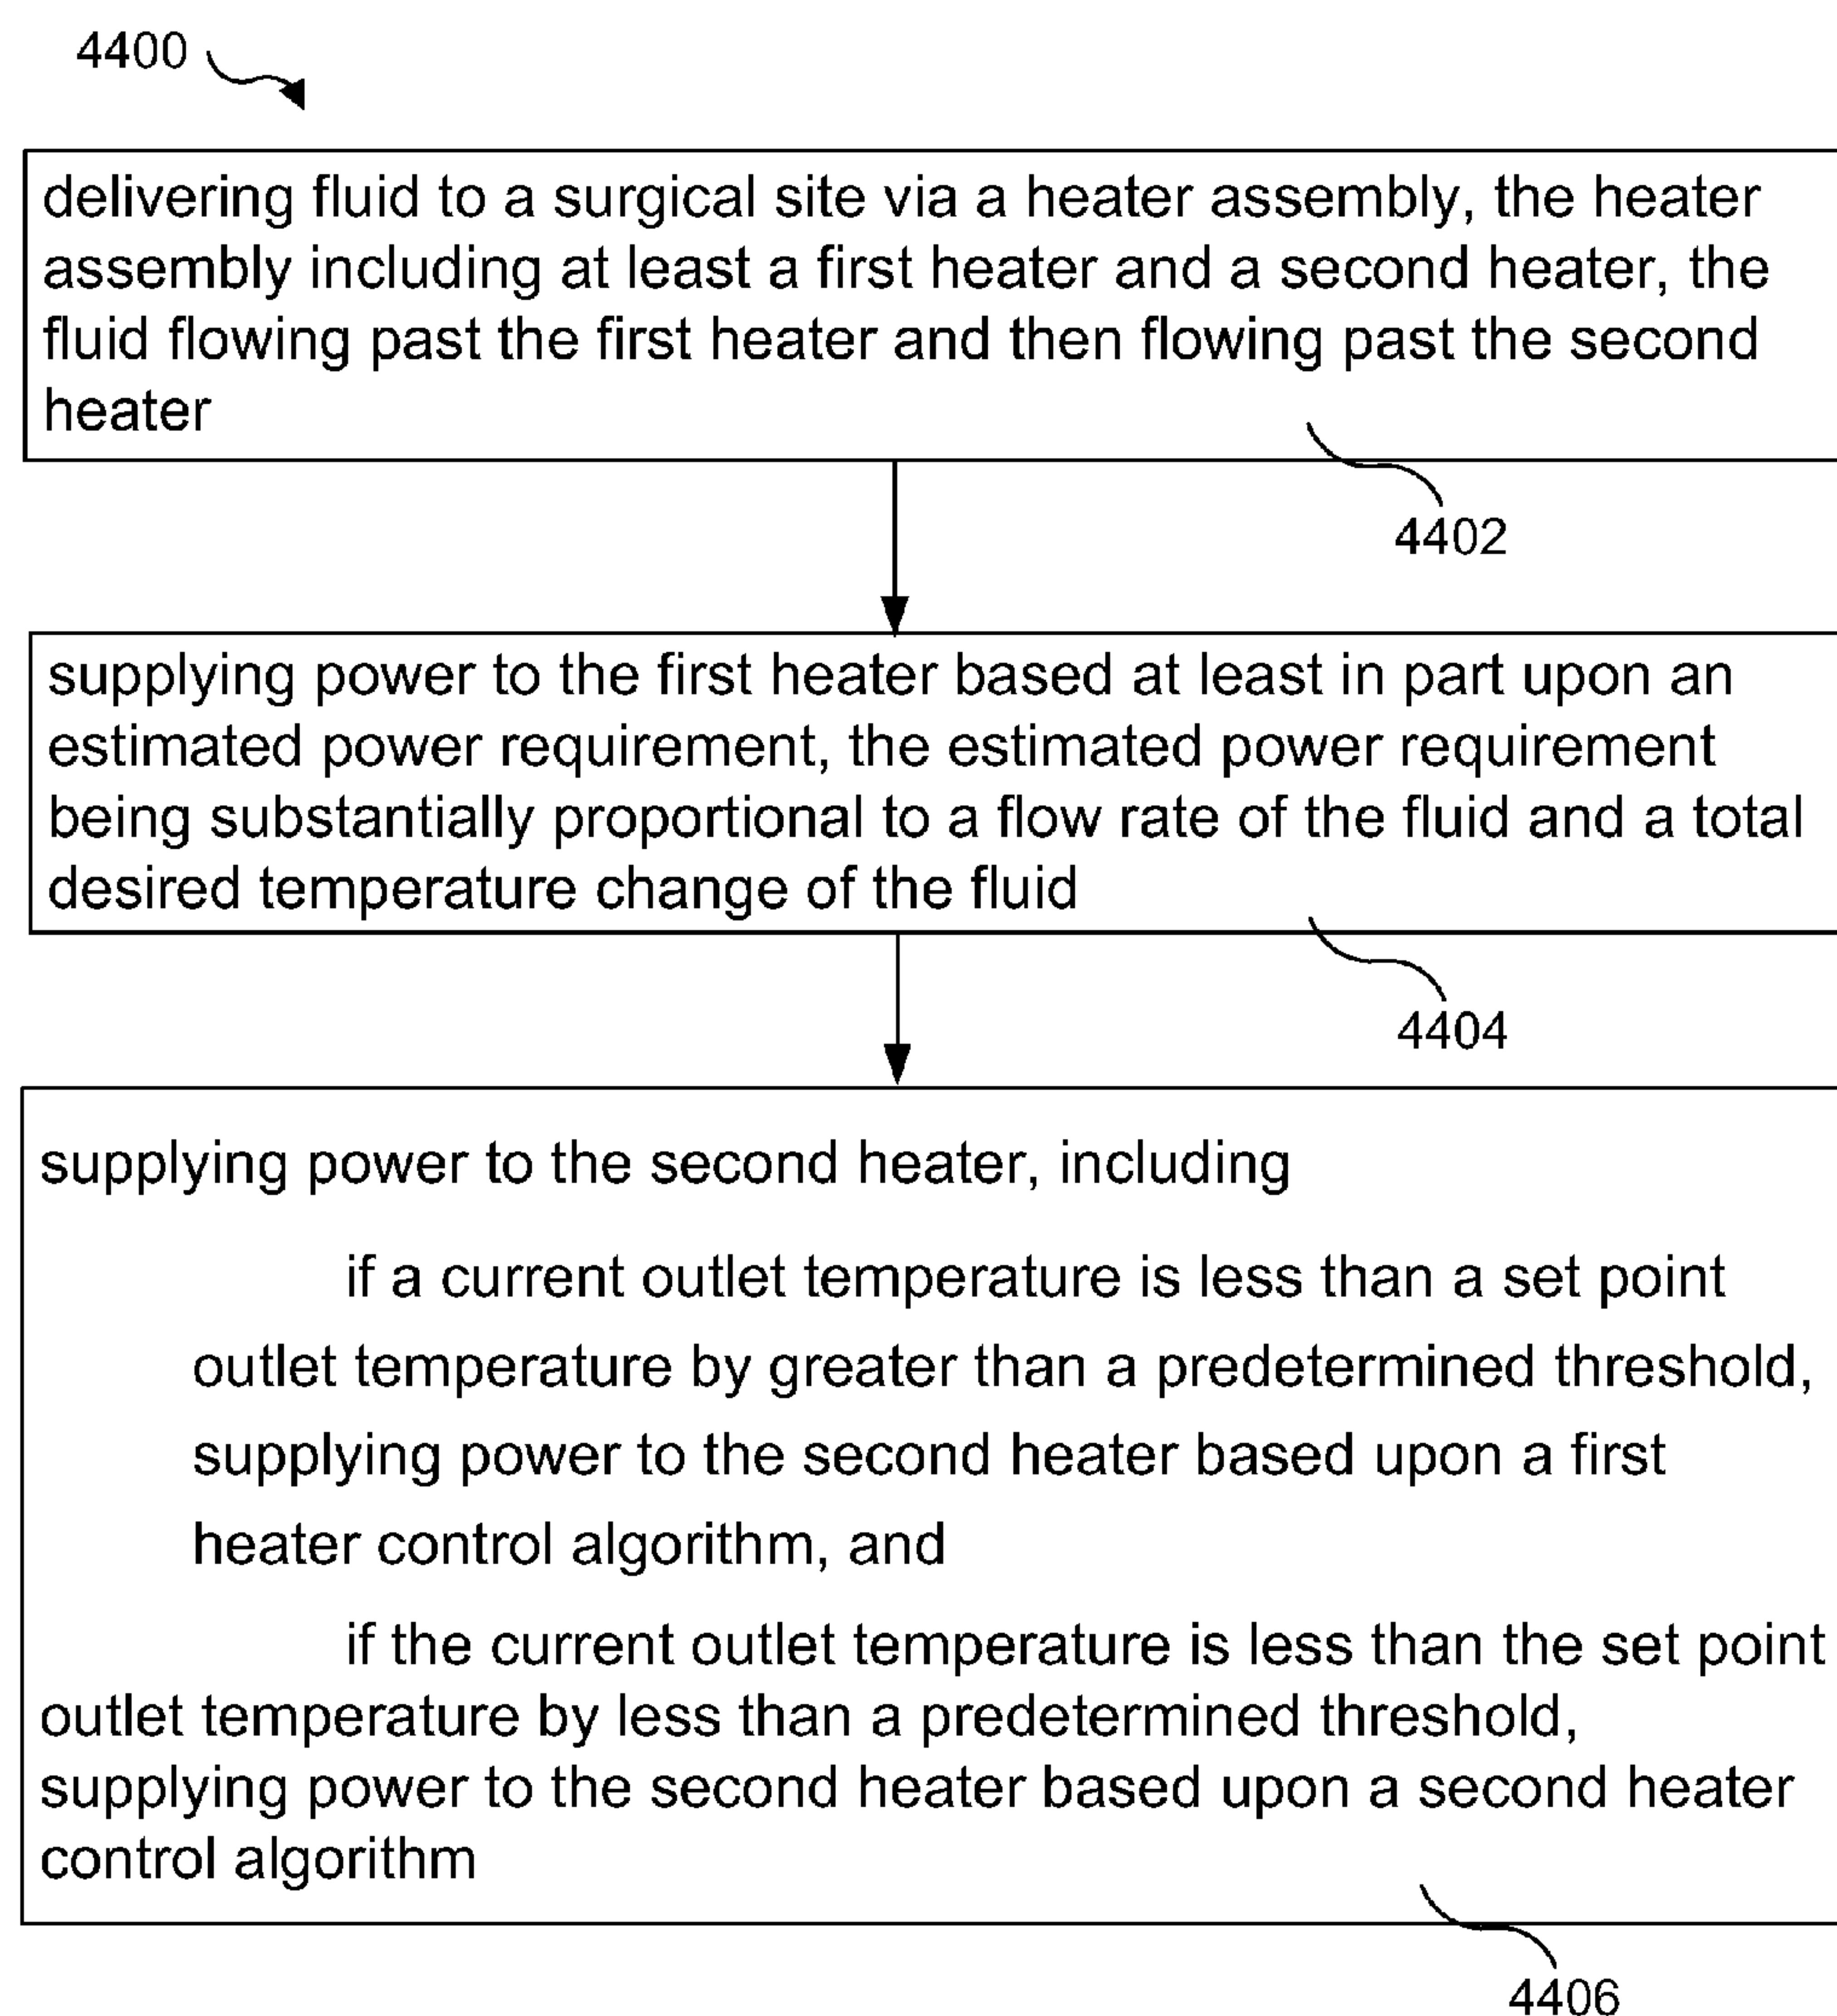 4400
delivering fluid to a surgical site via a heater assembly, the heater
assembly including at least a first heater and a second heater, the
fluid flowing past the first heater and then flowing past the second
heater
4402
supplying power to the first heater based at least in part upon an
estimated power requirement, the estimated power requirement
being substantially proportional to a flow rate of the fluid and a total
desired temperature change of the fluid
4404
supplying power to the second heater, including
if a current outlet temperature is less than a set point
outlet temperature by greater than a predetermined threshold,
supplying power to the second heater based upon a first
heater control algorithm, and
if the current outlet temperature is less than the set point
outlet temperature by less than a predetermined threshold,
supplying power to the second heater based upon a second heater
control algorithm
4406